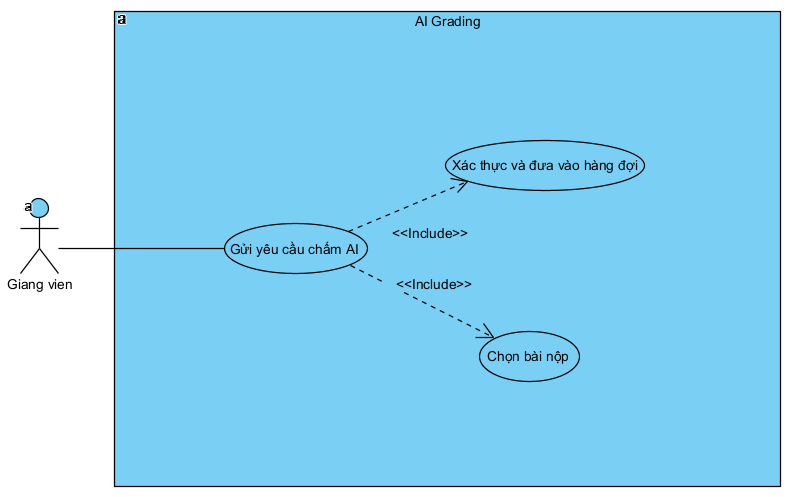 a
AI Grading
Xác thực và đưa vào hàng đợi
a
<<Include>>
Gửi yêu cầu chấm AI
Giang vien
<<Include>>
Chọn bài nộp